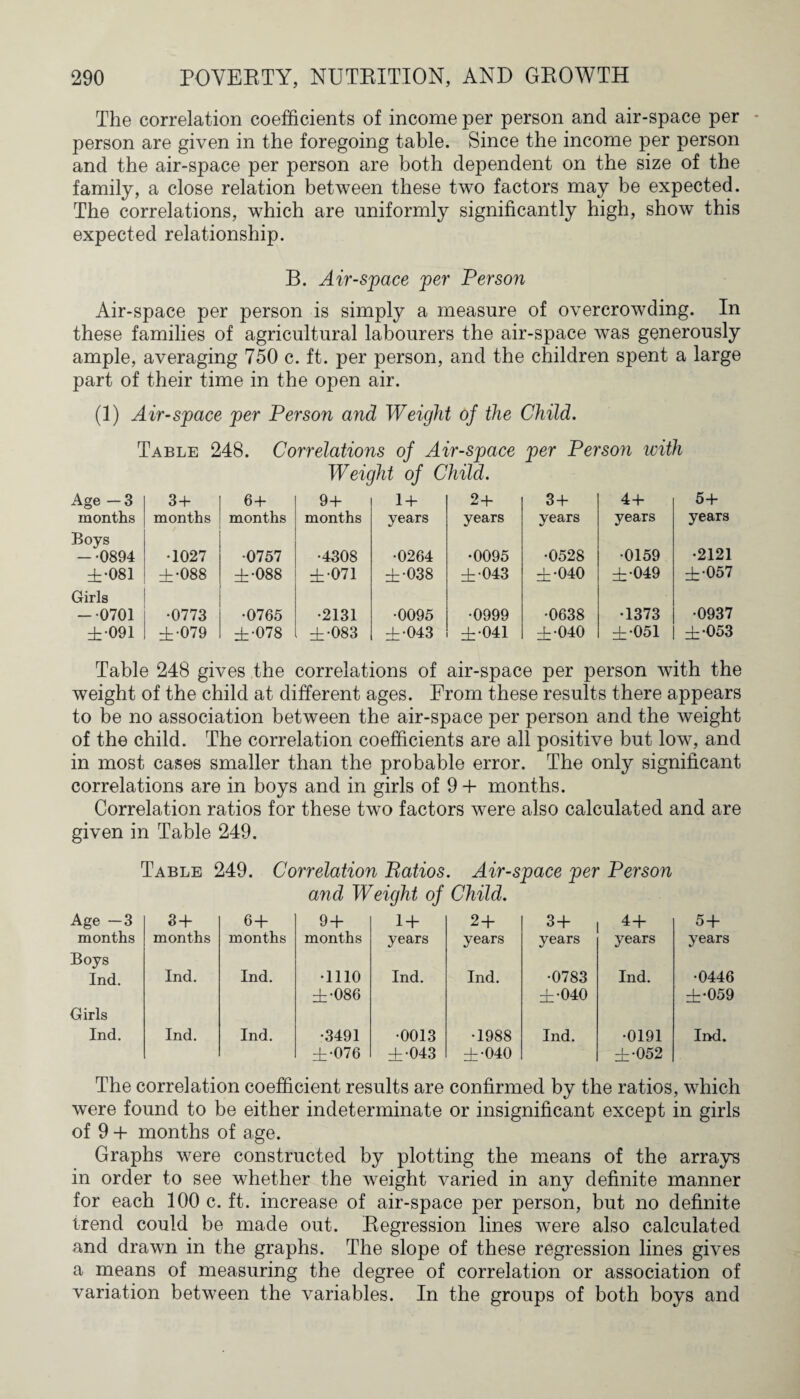 290 POVERTY, NUTRITION, AND GROWTH
The correlation coefficients of income per person and air-space per
person are given in the foregoing table. Since the income per person
and the air-space per person are both dependent on the size of the
family, a close relation between these two factors may be expected.
The correlations, which are uniformly significantly high, show this
expected relationship.
B. Air-space per Person
Air-space per person is simply a measure of overcrowding. In
these families of agricultural labourers the air-space was generously
ample, averaging 750 c. ft. per person, and the children spent a large
part of their time in the open air.
(1) Air-space per Person and Weight of the Child.
Table 248. Correlations of Air-space per Person with
Weight of Child.
Age —3 3+ 6+ 9+ 1+ 2+ 3+ 4+ 5+
months months months months years years years years years
Boys
—·0894 ·1027 ·0757 ·4308 ·0264 ·0095 ·0528 ·0159 ·2121
±·081 ±·088 ±·088 ±·071 ±·038 ±·043 ±·040 ±·049 ±·057
Girls
—·0701 ·0773 ·0765 ·2131 ·0095 ·0999 ·0638 ·1373 ·0937
±·091 ±·079 ±·078 ±·083 ±·043 ±·041 ±·040 ±·051 ±·053
Table 248 gives the correlations of air-space per person with the
weight of the child at different ages. From these results there appears
to be no association between the air-space per person and the weight
of the child. The correlation coefficients are all positive but low, and
in most cases smaller than the probable error. The only significant
correlations are in boys and in girls of 9 + months.
Correlation ratios for these two factors were also calculated and are
given in Table 249.
Table 249. Correlation Ratios. Air-space per Person
and Weight of Child.
Age —3 3+ 6+ 9+ 1+ 2+ 3+ 4+ 5+
months months months months years years years years years
Boys
Ind. Ind. Ind. ·1110 Ind. Ind. ·0783 Ind. ·0446
±·086 ±·040 ±·059
Girls
Ind. Ind. Ind. ·3491 ·0013 ·1988 Ind. ·0191 Ind.
±·076 ±·043 ±·040 ±·052
The correlation coefficient results are confirmed by the ratios, which
were found to be either indeterminate or insignificant except in girls
of 9 + months of age.
Graphs were constructed by plotting the means of the arrays
in order to see whether the weight varied in any definite manner
for each 100 c. ft. increase of air-space per person, but no definite
trend could be made out. Regression lines were also calculated
and drawn in the graphs. The slope of these regression lines gives
a means of measuring the degree of correlation or association of
variation between the variables. In the groups of both boys and